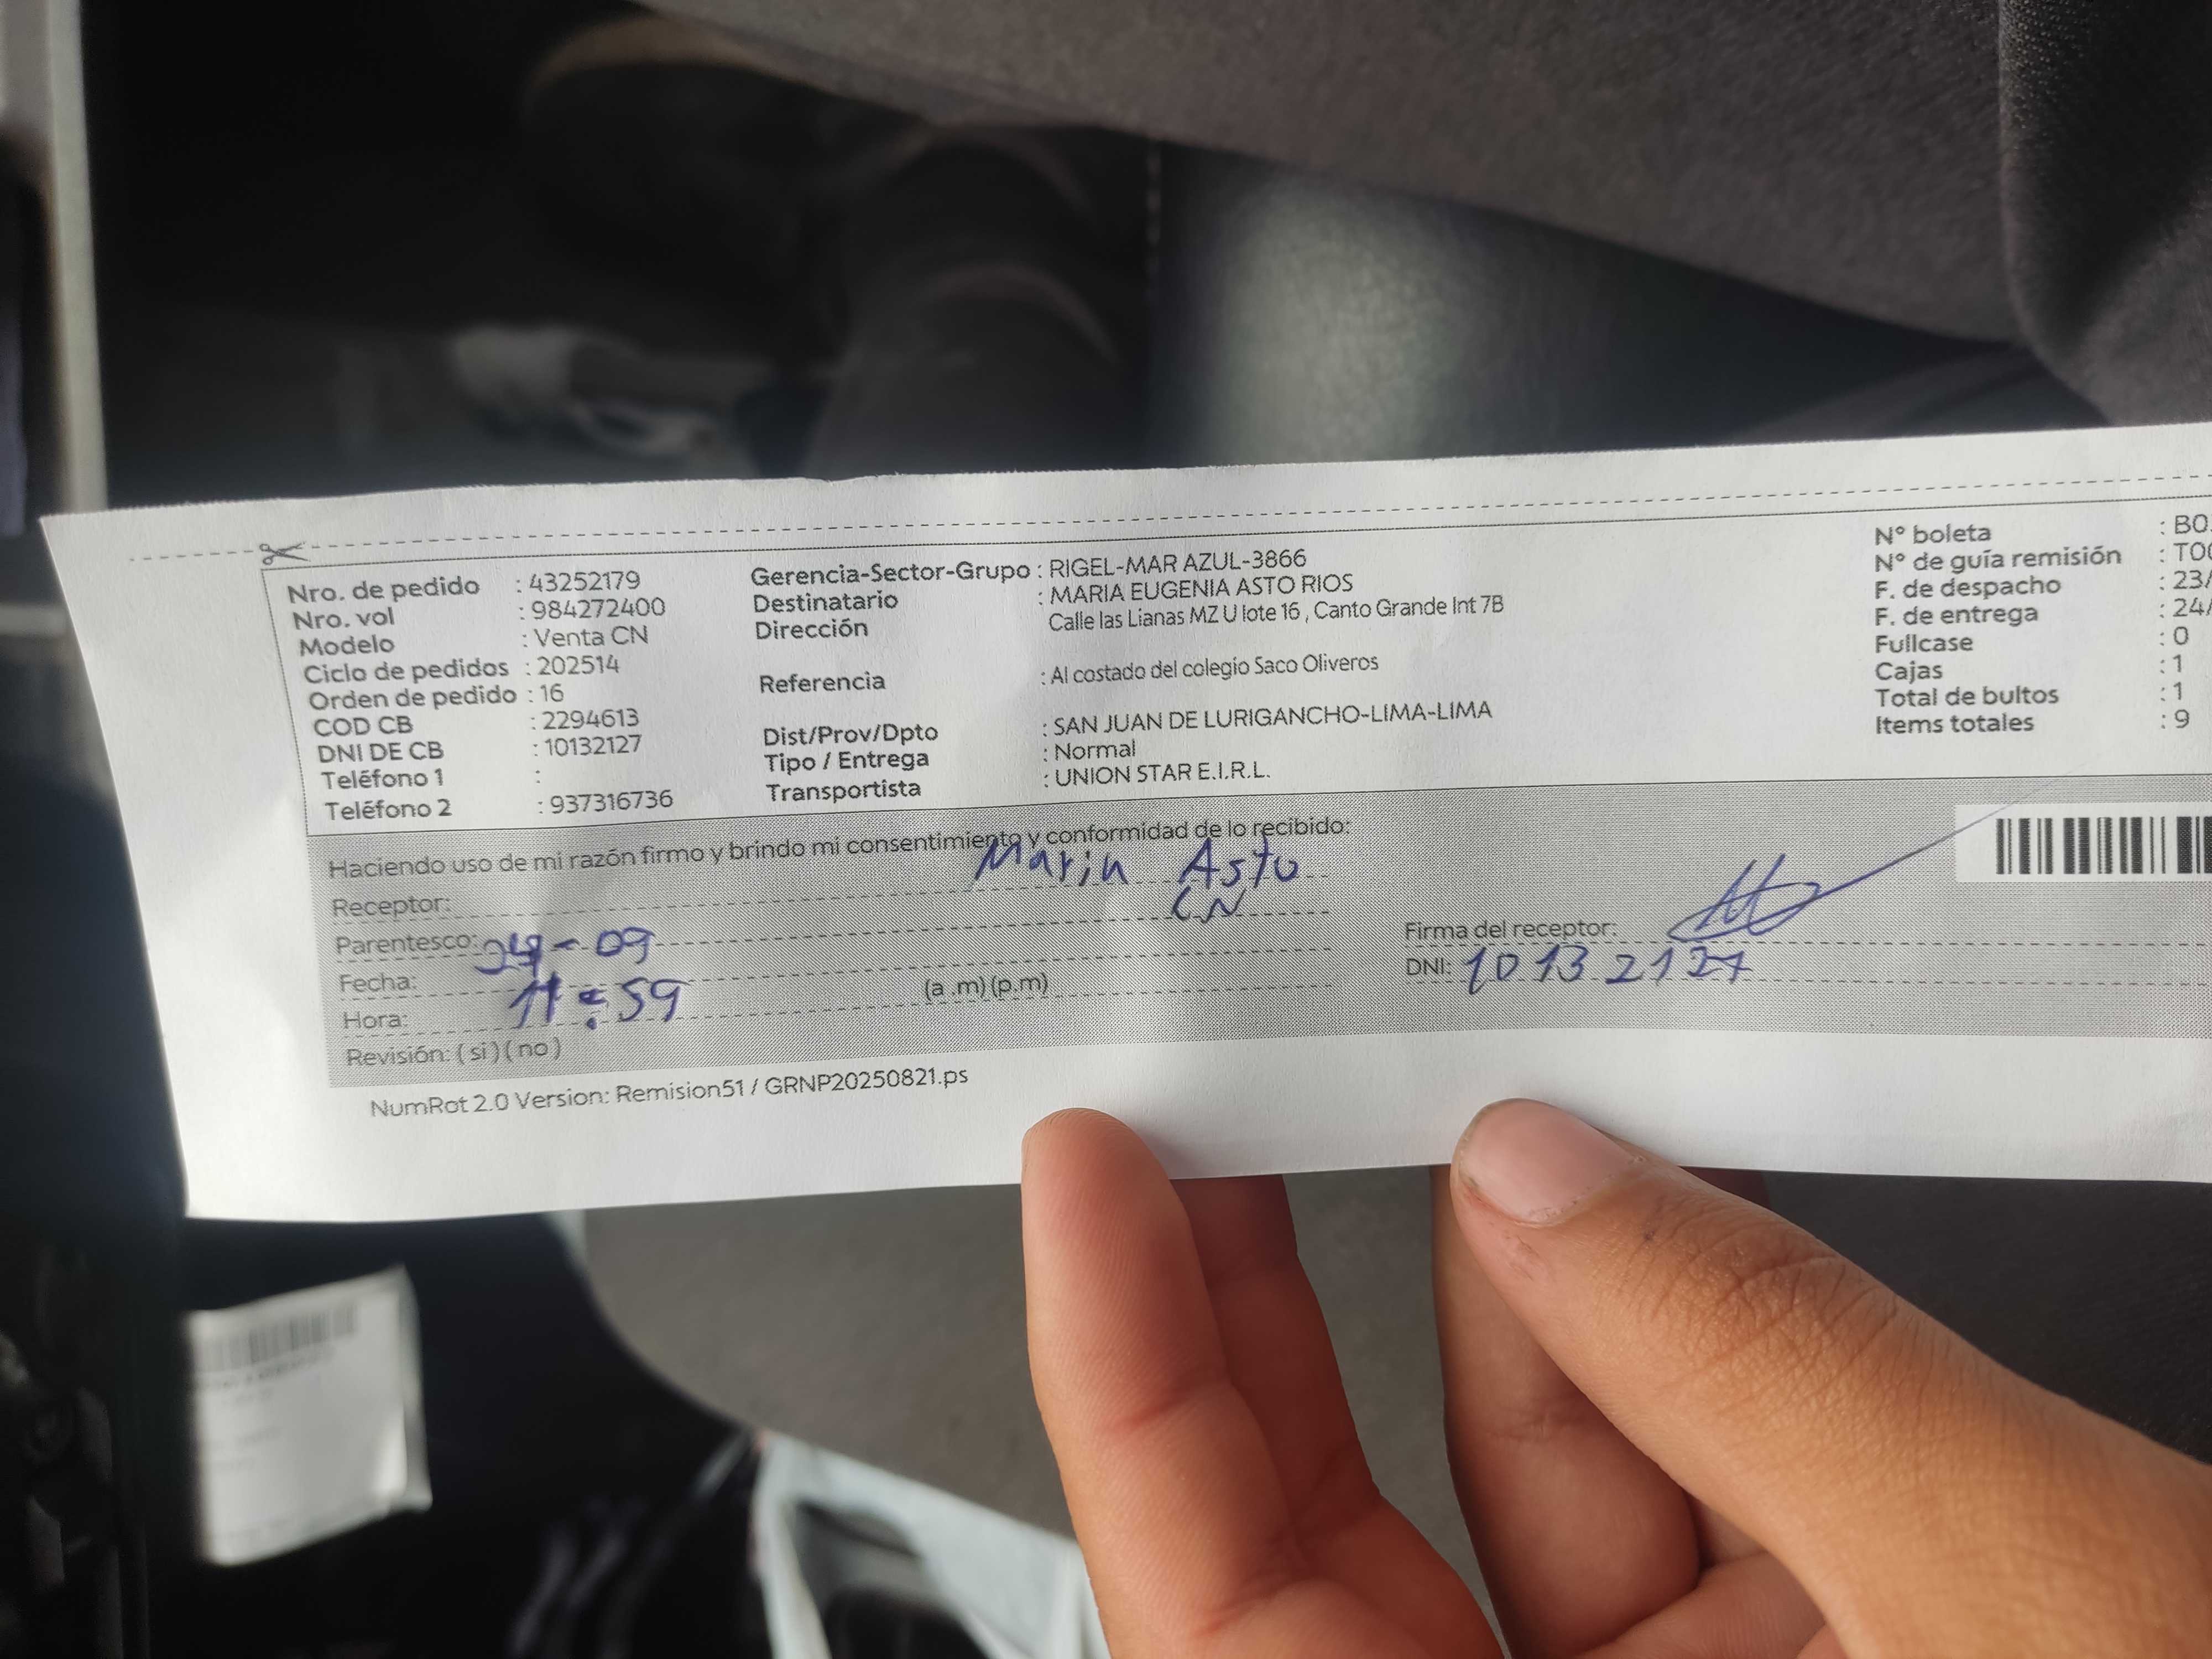 Nro. de pedido : 43252179
Nro. vol : 984272400
Modelo : Venta CN
Ciclo de pedidos : 202514
Orden de pedido : 16
COD CB : 2294613
DNI DE CB : 10132127
Teléfono 1 :
Teléfono 2 : 937316736
Gerencia-Sector-Grupo : RIGEL-MAR AZUL-3866
Destinatario : MARIA EUGENIA ASTO RIOS
Dirección Calle las Lianas MZ U lote 16 , Canto Grande Int 7B
Referencia : Al costado del colegio Saco Oliveros
Dist/Prov/Dpto : SAN JUAN DE LURIGANCHO-LIMA-LIMA
Tipo / Entrega : Normal
Transportista : UNION STAR E.I.R.L.
N° boleta : B0
N° de guía remisión : T00
F. de despacho : 23/
F. de entrega : 24/
Fullcase : 0
Cajas : 1
Total de bultos : 1
Items totales : 9
Haciendo uso de mi razón firmo y brindo mi consentimiento y conformidad de lo recibido:
Receptor: Maria Asto
Parentesco: CN
Fecha: 24-09
Hora: 11:59 (a .m) (p.m)
Revisión: ( si ) ( no )
Firma del receptor:
DNI: 10132127
NumRot 2.0 Version: Remision51 / GRNP20250821.ps